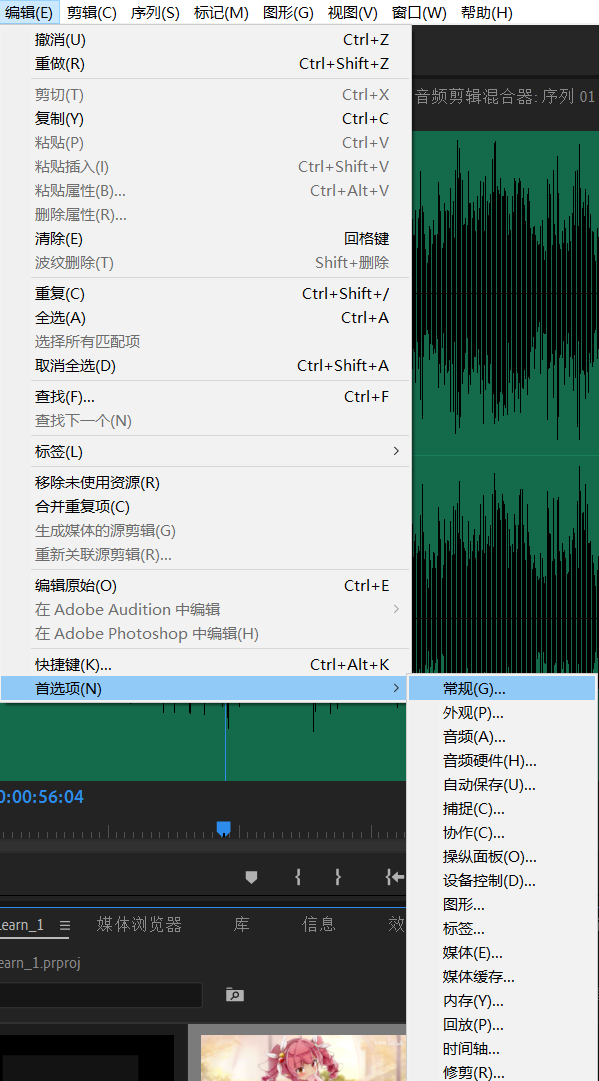 编辑(E) 剪辑(C) 序列(S) 标记(M) 图形(G) 视图(V) 窗口(W) 帮助(H)
撤消(U) Ctrl+Z
重做(R) Ctrl+Shift+Z
剪切(T) Ctrl+X
复制(Y) Ctrl+C
粘贴(P) Ctrl+V
粘贴插入(I) Ctrl+Shift+V
粘贴属性(B)... Ctrl+Alt+V
删除属性(R)...
清除(E) 回格键
波纹删除(T) Shift+删除
重复(C) Ctrl+Shift+/
全选(A) Ctrl+A
选择所有匹配项
取消全选(D) Ctrl+Shift+A
查找(F)... Ctrl+F
查找下一个(N)
标签(L)
移除未使用资源(R)
合并重复项(C)
生成媒体的源剪辑(G)
重新关联源剪辑(R)...
编辑原始(O) Ctrl+E
在 Adobe Audition 中编辑
在 Adobe Photoshop 中编辑(H)
快捷键(K)... Ctrl+Alt+K
首选项(N)
音频剪辑混合器: 序列 01
常规(G)...
外观(P)...
音频(A)...
音频硬件(H)...
自动保存(U)...
捕捉(C)...
协作(C)...
操纵面板(O)...
设备控制(D)...
图形...
标签...
媒体(E)...
媒体缓存...
内存(Y)...
回放(P)...
时间轴...
修剪(R)...
0:00:56:04
earn_1 媒体浏览器 库 信息 效
earn_1.prproj